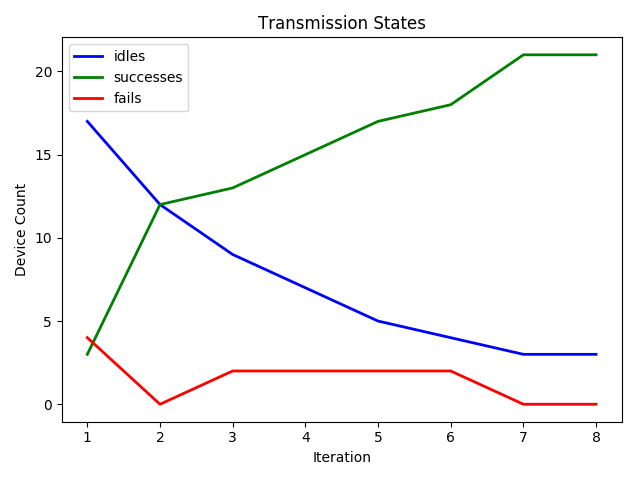 Transmission States
idles
successes
fails
Device Count
20
15
10
5
0
1 2 3 4 5 6 7 8
Iteration